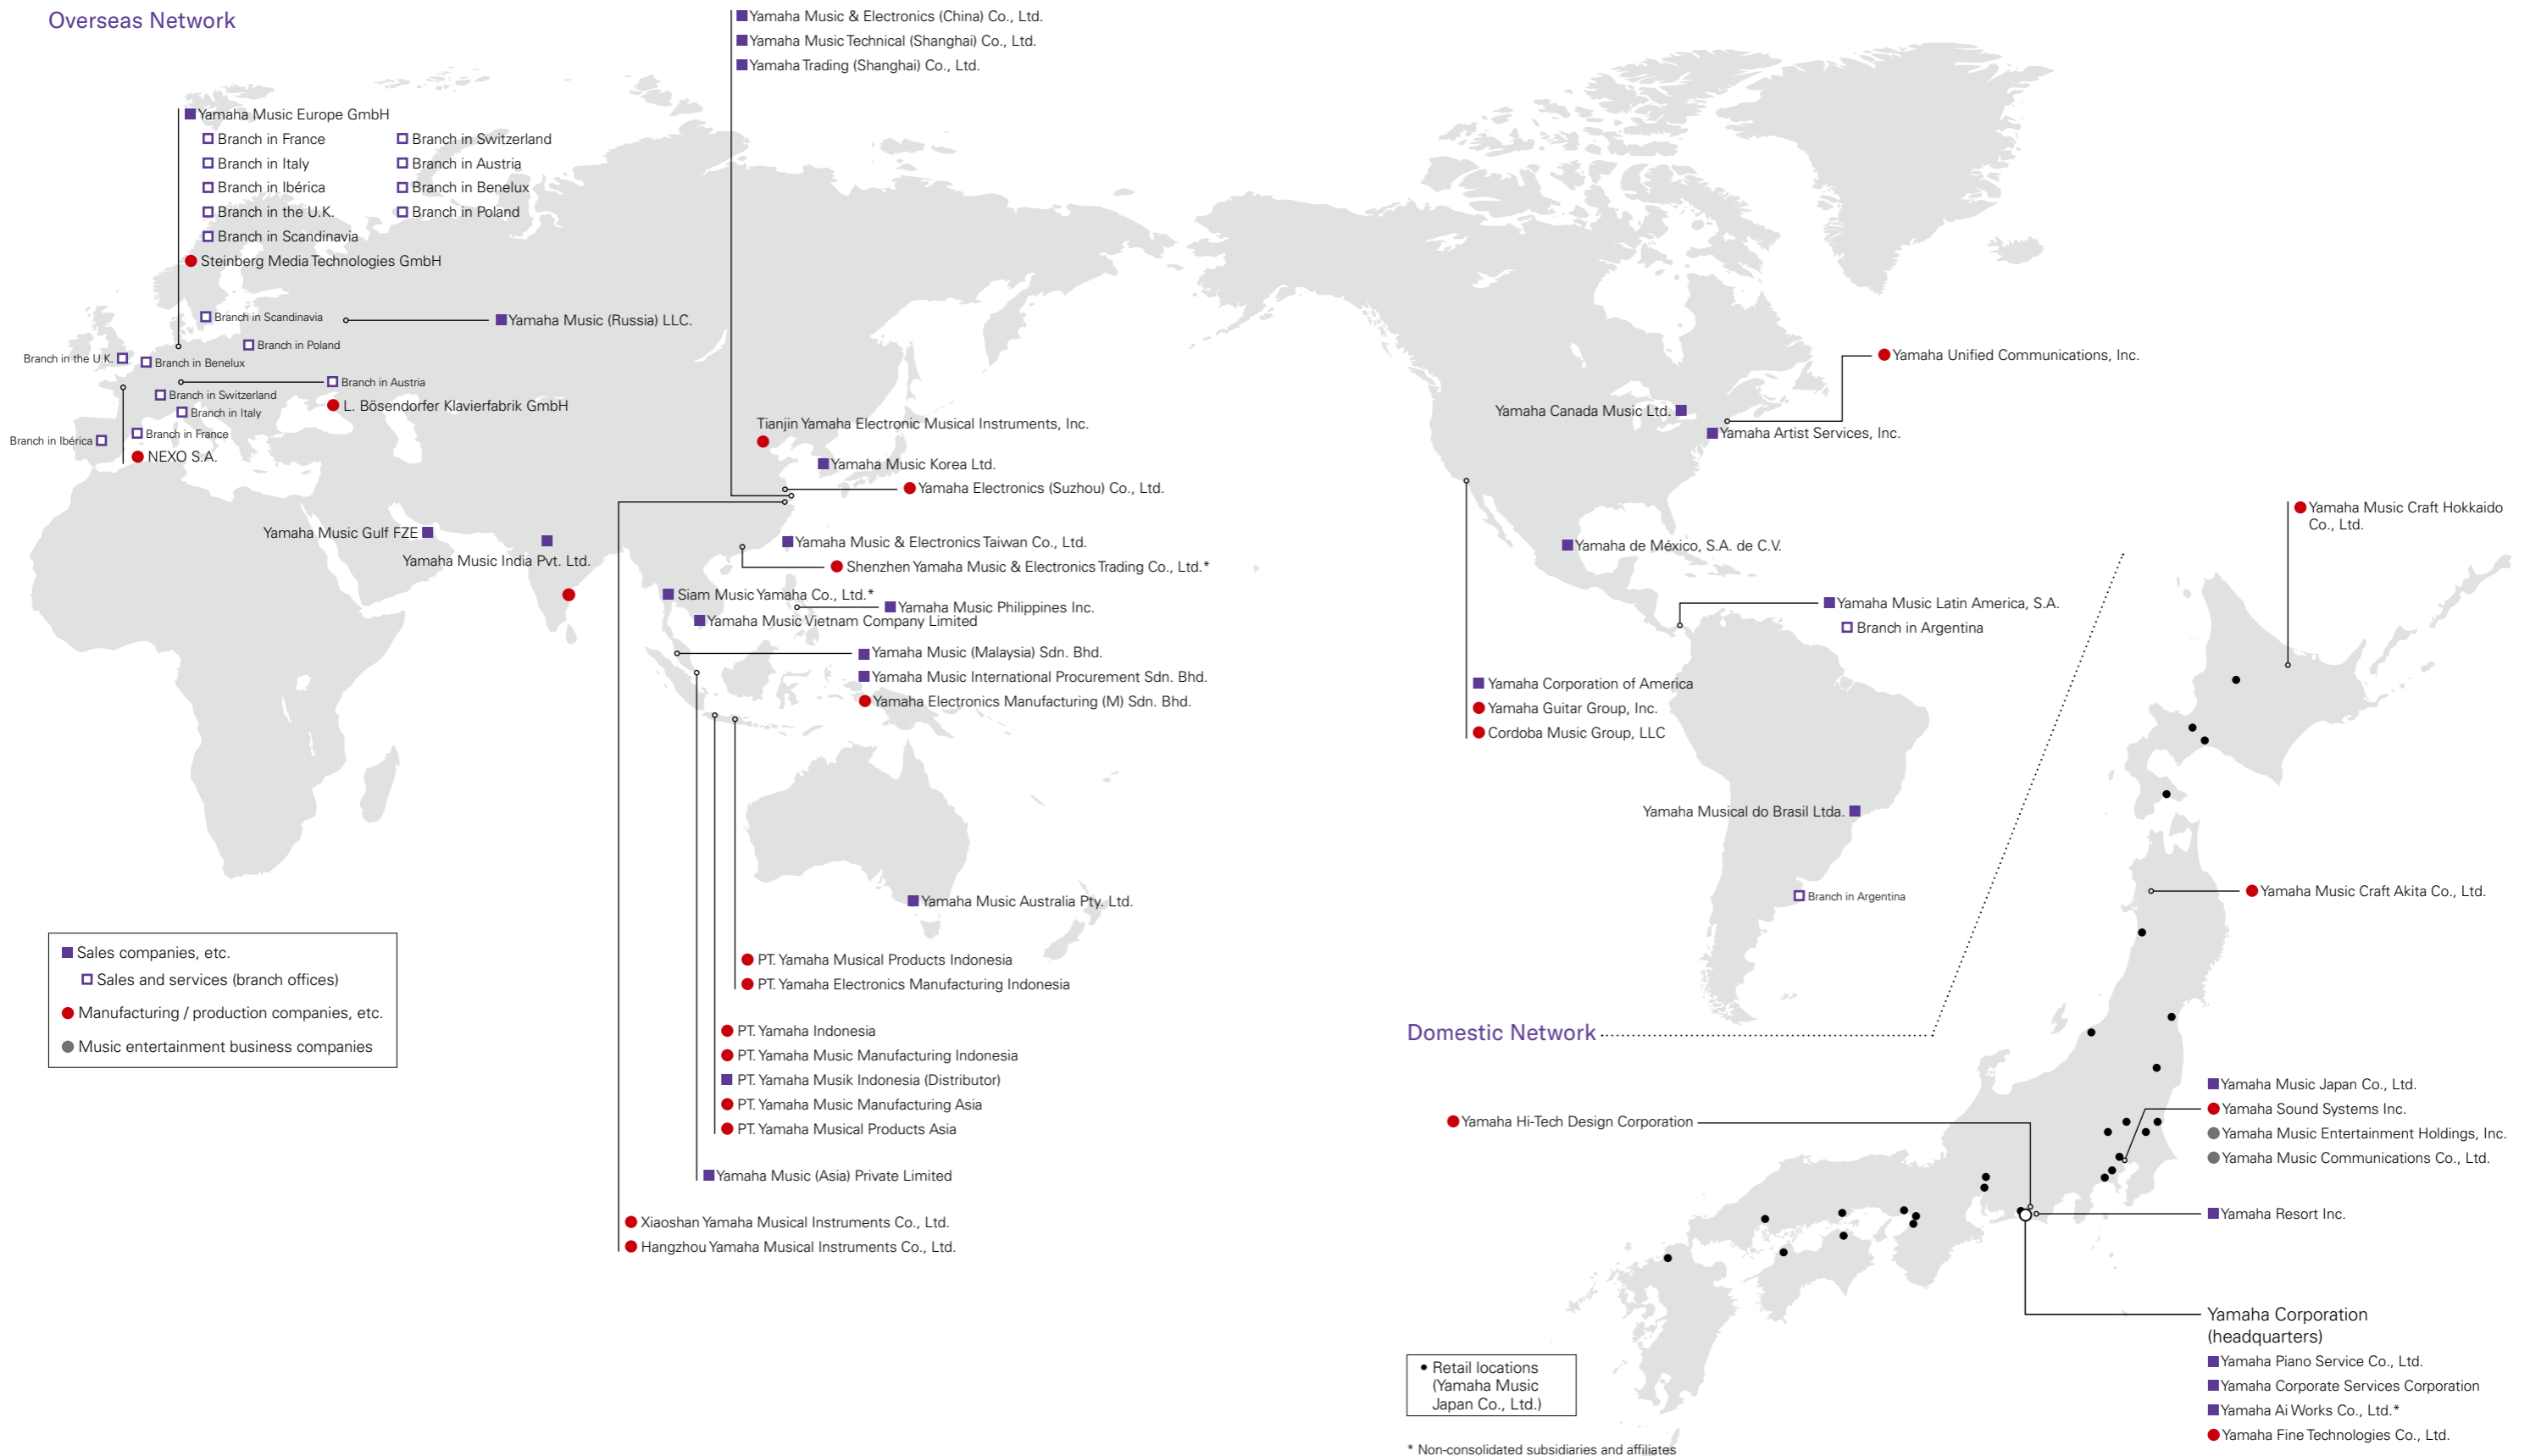 Overseas Network
Yamaha Music & Electronics (China) Co., Ltd.
Yamaha Music Technical (Shanghai) Co., Ltd.
Yamaha Trading (Shanghai) Co., Ltd.
Yamaha Music Europe GmbH
Branch in France
Branch in Italy
Branch in Ibérica
Branch in the U.K.
Branch in Scandinavia
Branch in Switzerland
Branch in Austria
Branch in Benelux
Branch in Poland
Steinberg Media Technologies GmbH
Branch in Scandinavia
Yamaha Music (Russia) LLC.
Branch in Poland
Branch in the U.K.
Branch in Benelux
Branch in Austria
Branch in Switzerland
L. Bösendorfer Klavierfabrik GmbH
Branch in Italy
Branch in France
Branch in Ibérica
NEXO S.A.
Tianjin Yamaha Electronic Musical Instruments, Inc.
Yamaha Music Korea Ltd.
Yamaha Electronics (Suzhou) Co., Ltd.
Yamaha Music Gulf FZE
Yamaha Music India Pvt. Ltd.
Yamaha Music & Electronics Taiwan Co., Ltd.
Shenzhen Yamaha Music & Electronics Trading Co., Ltd.*
Siam Music Yamaha Co., Ltd.*
Yamaha Music Philippines Inc.
Yamaha Music Vietnam Company Limited
Yamaha Music (Malaysia) Sdn. Bhd.
Yamaha Music International Procurement Sdn. Bhd.
Yamaha Electronics Manufacturing (M) Sdn. Bhd.
Yamaha Music Australia Pty. Ltd.
PT. Yamaha Musical Products Indonesia
PT. Yamaha Electronics Manufacturing Indonesia
PT. Yamaha Indonesia
PT. Yamaha Music Manufacturing Indonesia
PT. Yamaha Musik Indonesia (Distributor)
PT. Yamaha Music Manufacturing Asia
PT. Yamaha Musical Products Asia
Yamaha Music (Asia) Private Limited
Xiaoshan Yamaha Musical Instruments Co., Ltd.
Hangzhou Yamaha Musical Instruments Co., Ltd.
Sales companies, etc.
Sales and services (branch offices)
Manufacturing / production companies, etc.
Music entertainment business companies
Yamaha Unified Communications, Inc.
Yamaha Canada Music Ltd.
Yamaha Artist Services, Inc.
Yamaha de México, S.A. de C.V.
Yamaha Music Latin America, S.A.
Branch in Argentina
Yamaha Corporation of America
Yamaha Guitar Group, Inc.
Cordoba Music Group, LLC
Yamaha Musical do Brasil Ltda.
Branch in Argentina
Domestic Network
Yamaha Music Craft Hokkaido
Co., Ltd.
Yamaha Music Craft Akita Co., Ltd.
Yamaha Music Japan Co., Ltd.
Yamaha Sound Systems Inc.
Yamaha Music Entertainment Holdings, Inc.
Yamaha Music Communications Co., Ltd.
Yamaha Hi-Tech Design Corporation
Yamaha Resort Inc.
Yamaha Corporation
(headquarters)
Yamaha Piano Service Co., Ltd.
Yamaha Corporate Services Corporation
Yamaha Ai Works Co., Ltd.*
Yamaha Fine Technologies Co., Ltd.
• Retail locations
(Yamaha Music
Japan Co., Ltd.)
* Non-consolidated subsidiaries and affiliates